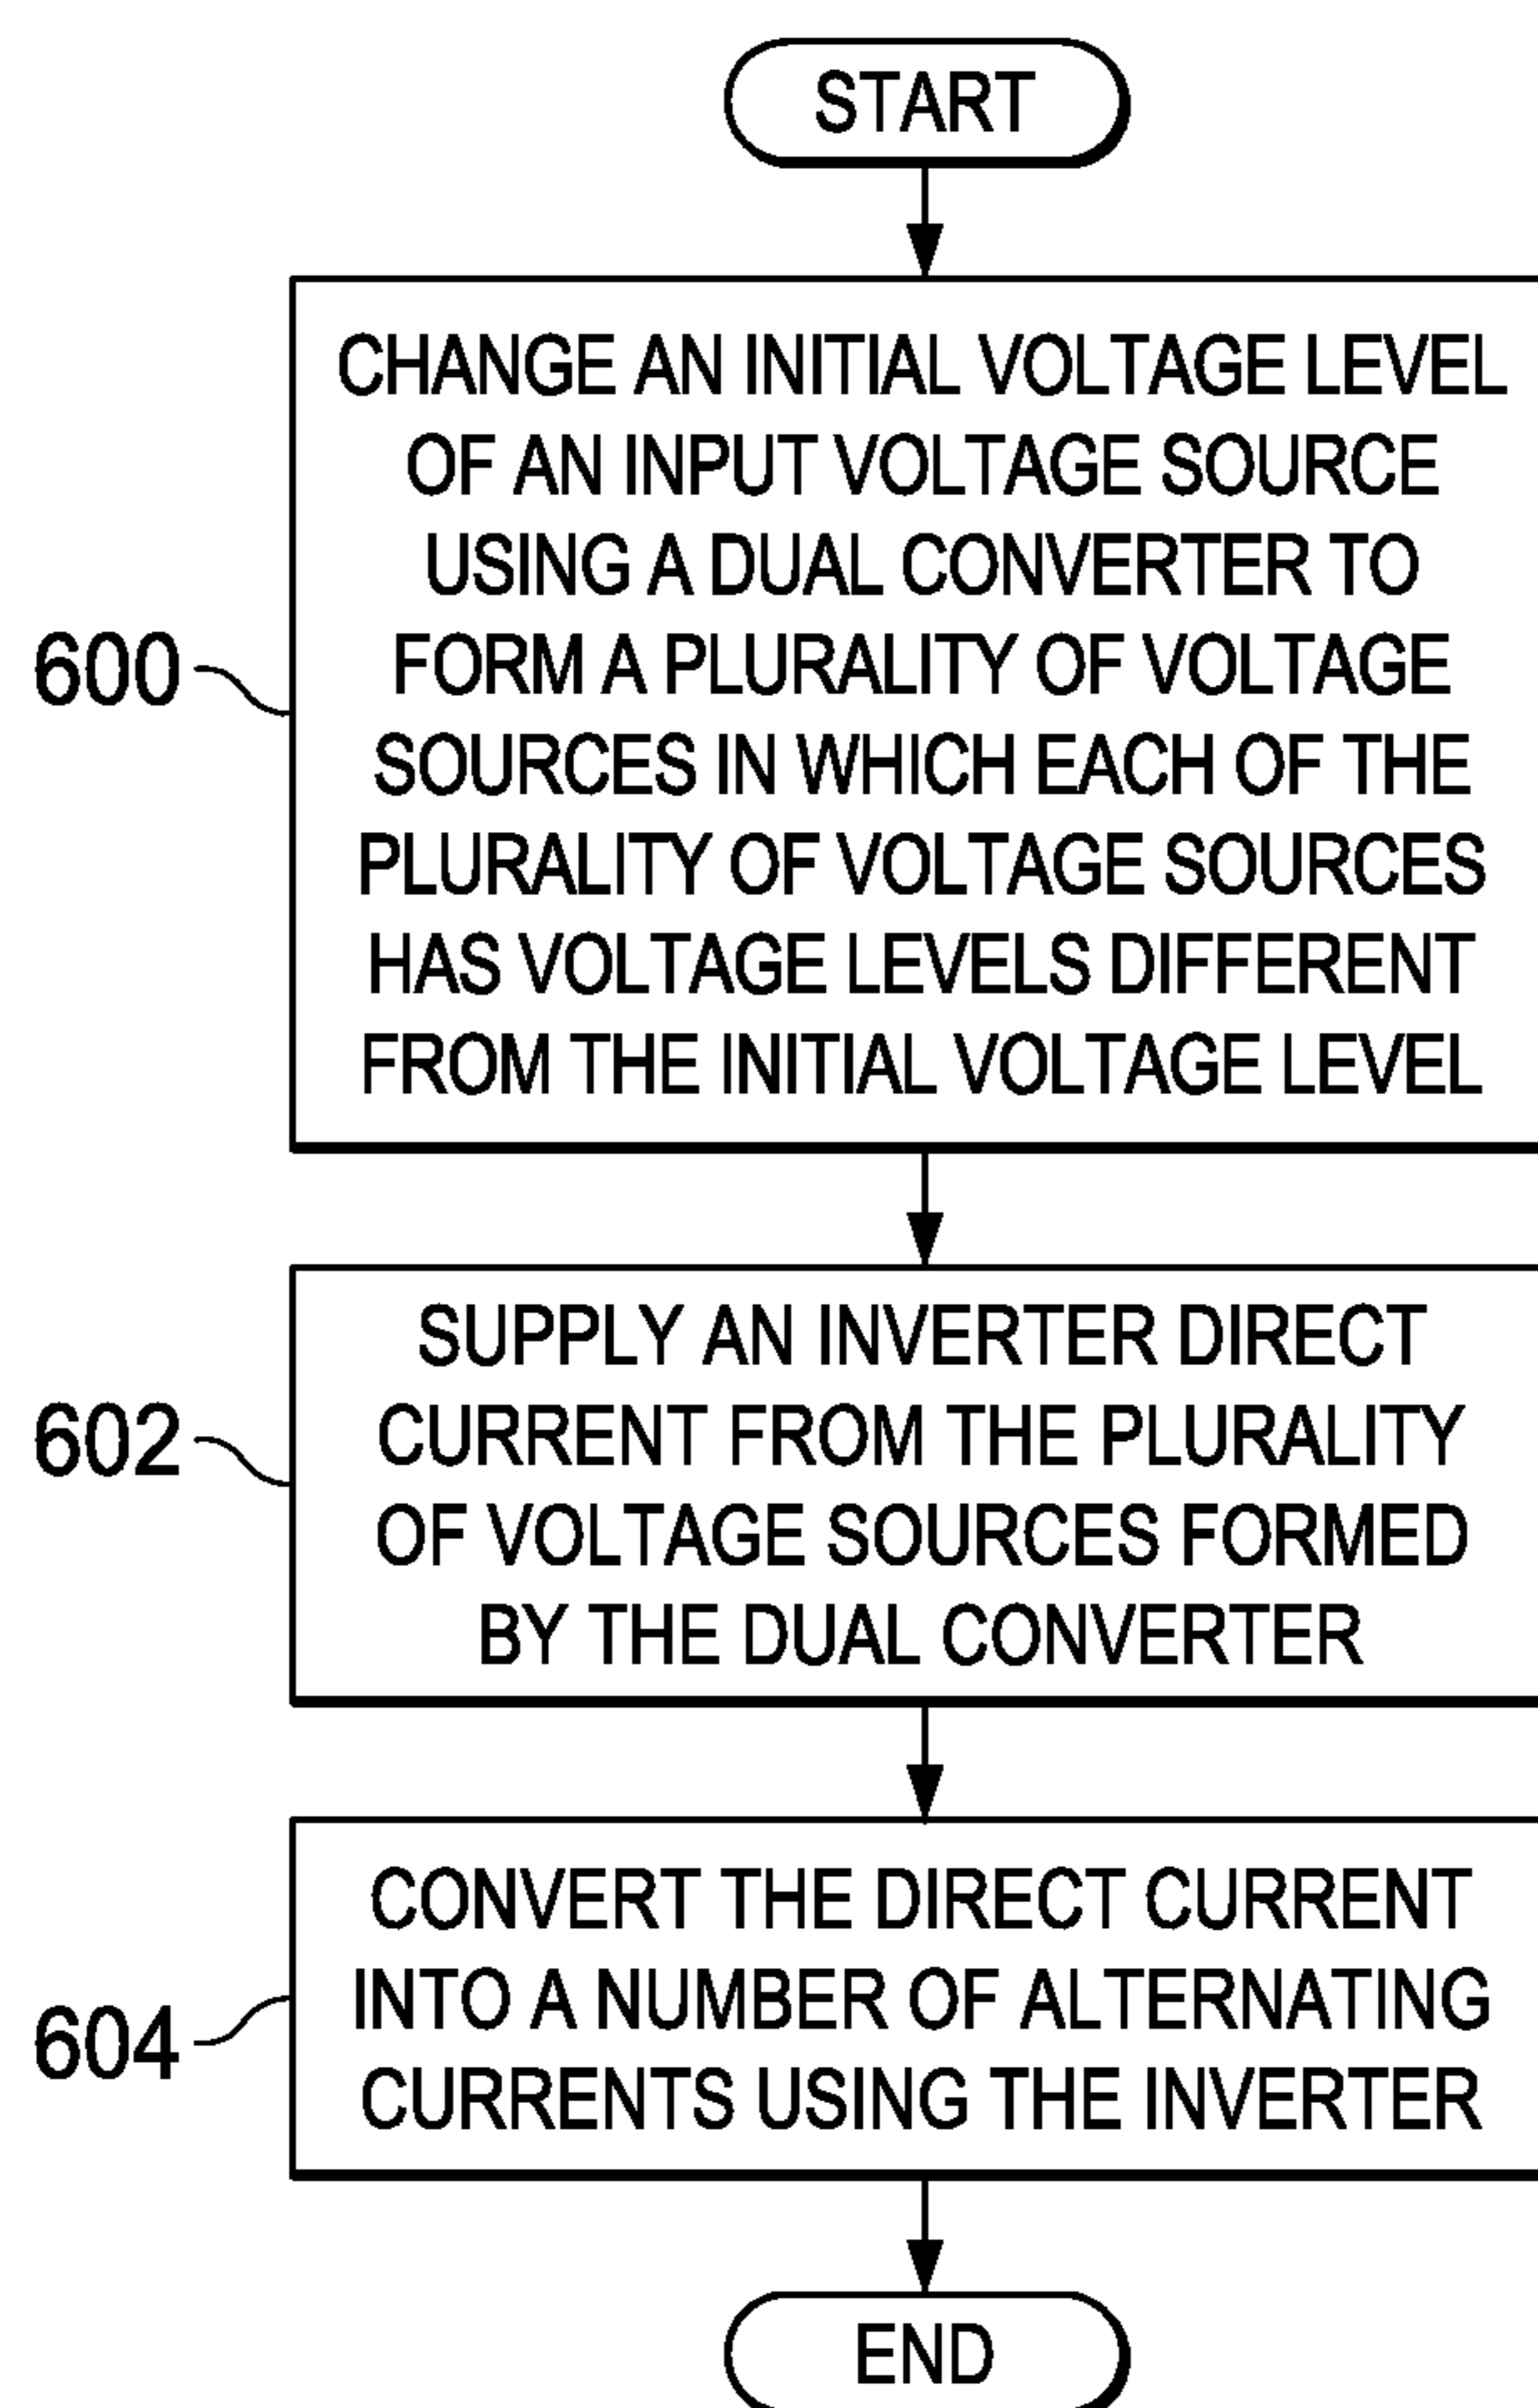 START
CHANGE AN INITIAL VOLTAGE LEVEL
OF AN INPUT VOLTAGE SOURCE
USING A DUAL CONVERTER TO
FORM A PLURALITY OF VOLTAGE
SOURCES IN WHICH EACH OF THE
PLURALITY OF VOLTAGE SOURCES
HAS VOLTAGE LEVELS DIFFERENT
FROM THE INITIAL VOLTAGE LEVEL
600
SUPPLY AN INVERTER DIRECT
CURRENT FROM THE PLURALITY
OF VOLTAGE SOURCES FORMED
BY THE DUAL CONVERTER
602
CONVERT THE DIRECT CURRENT
INTO A NUMBER OF ALTERNATING
CURRENTS USING THE INVERTER
604
END